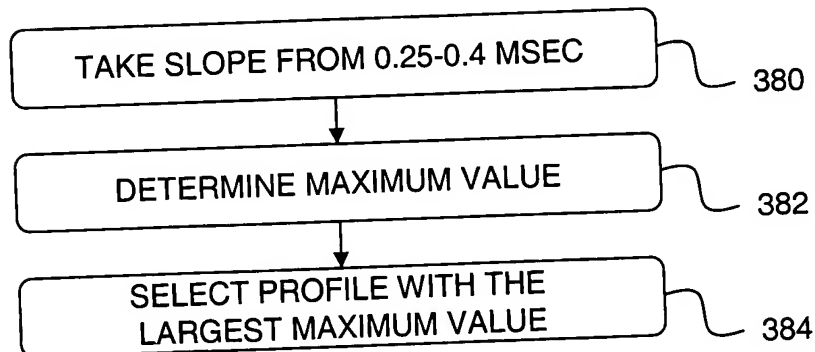 TAKE SLOPE FROM 0.25-0.4 MSEC
380
DETERMINE MAXIMUM VALUE
382
SELECT PROFILE WITH THE
LARGEST MAXIMUM VALUE
384